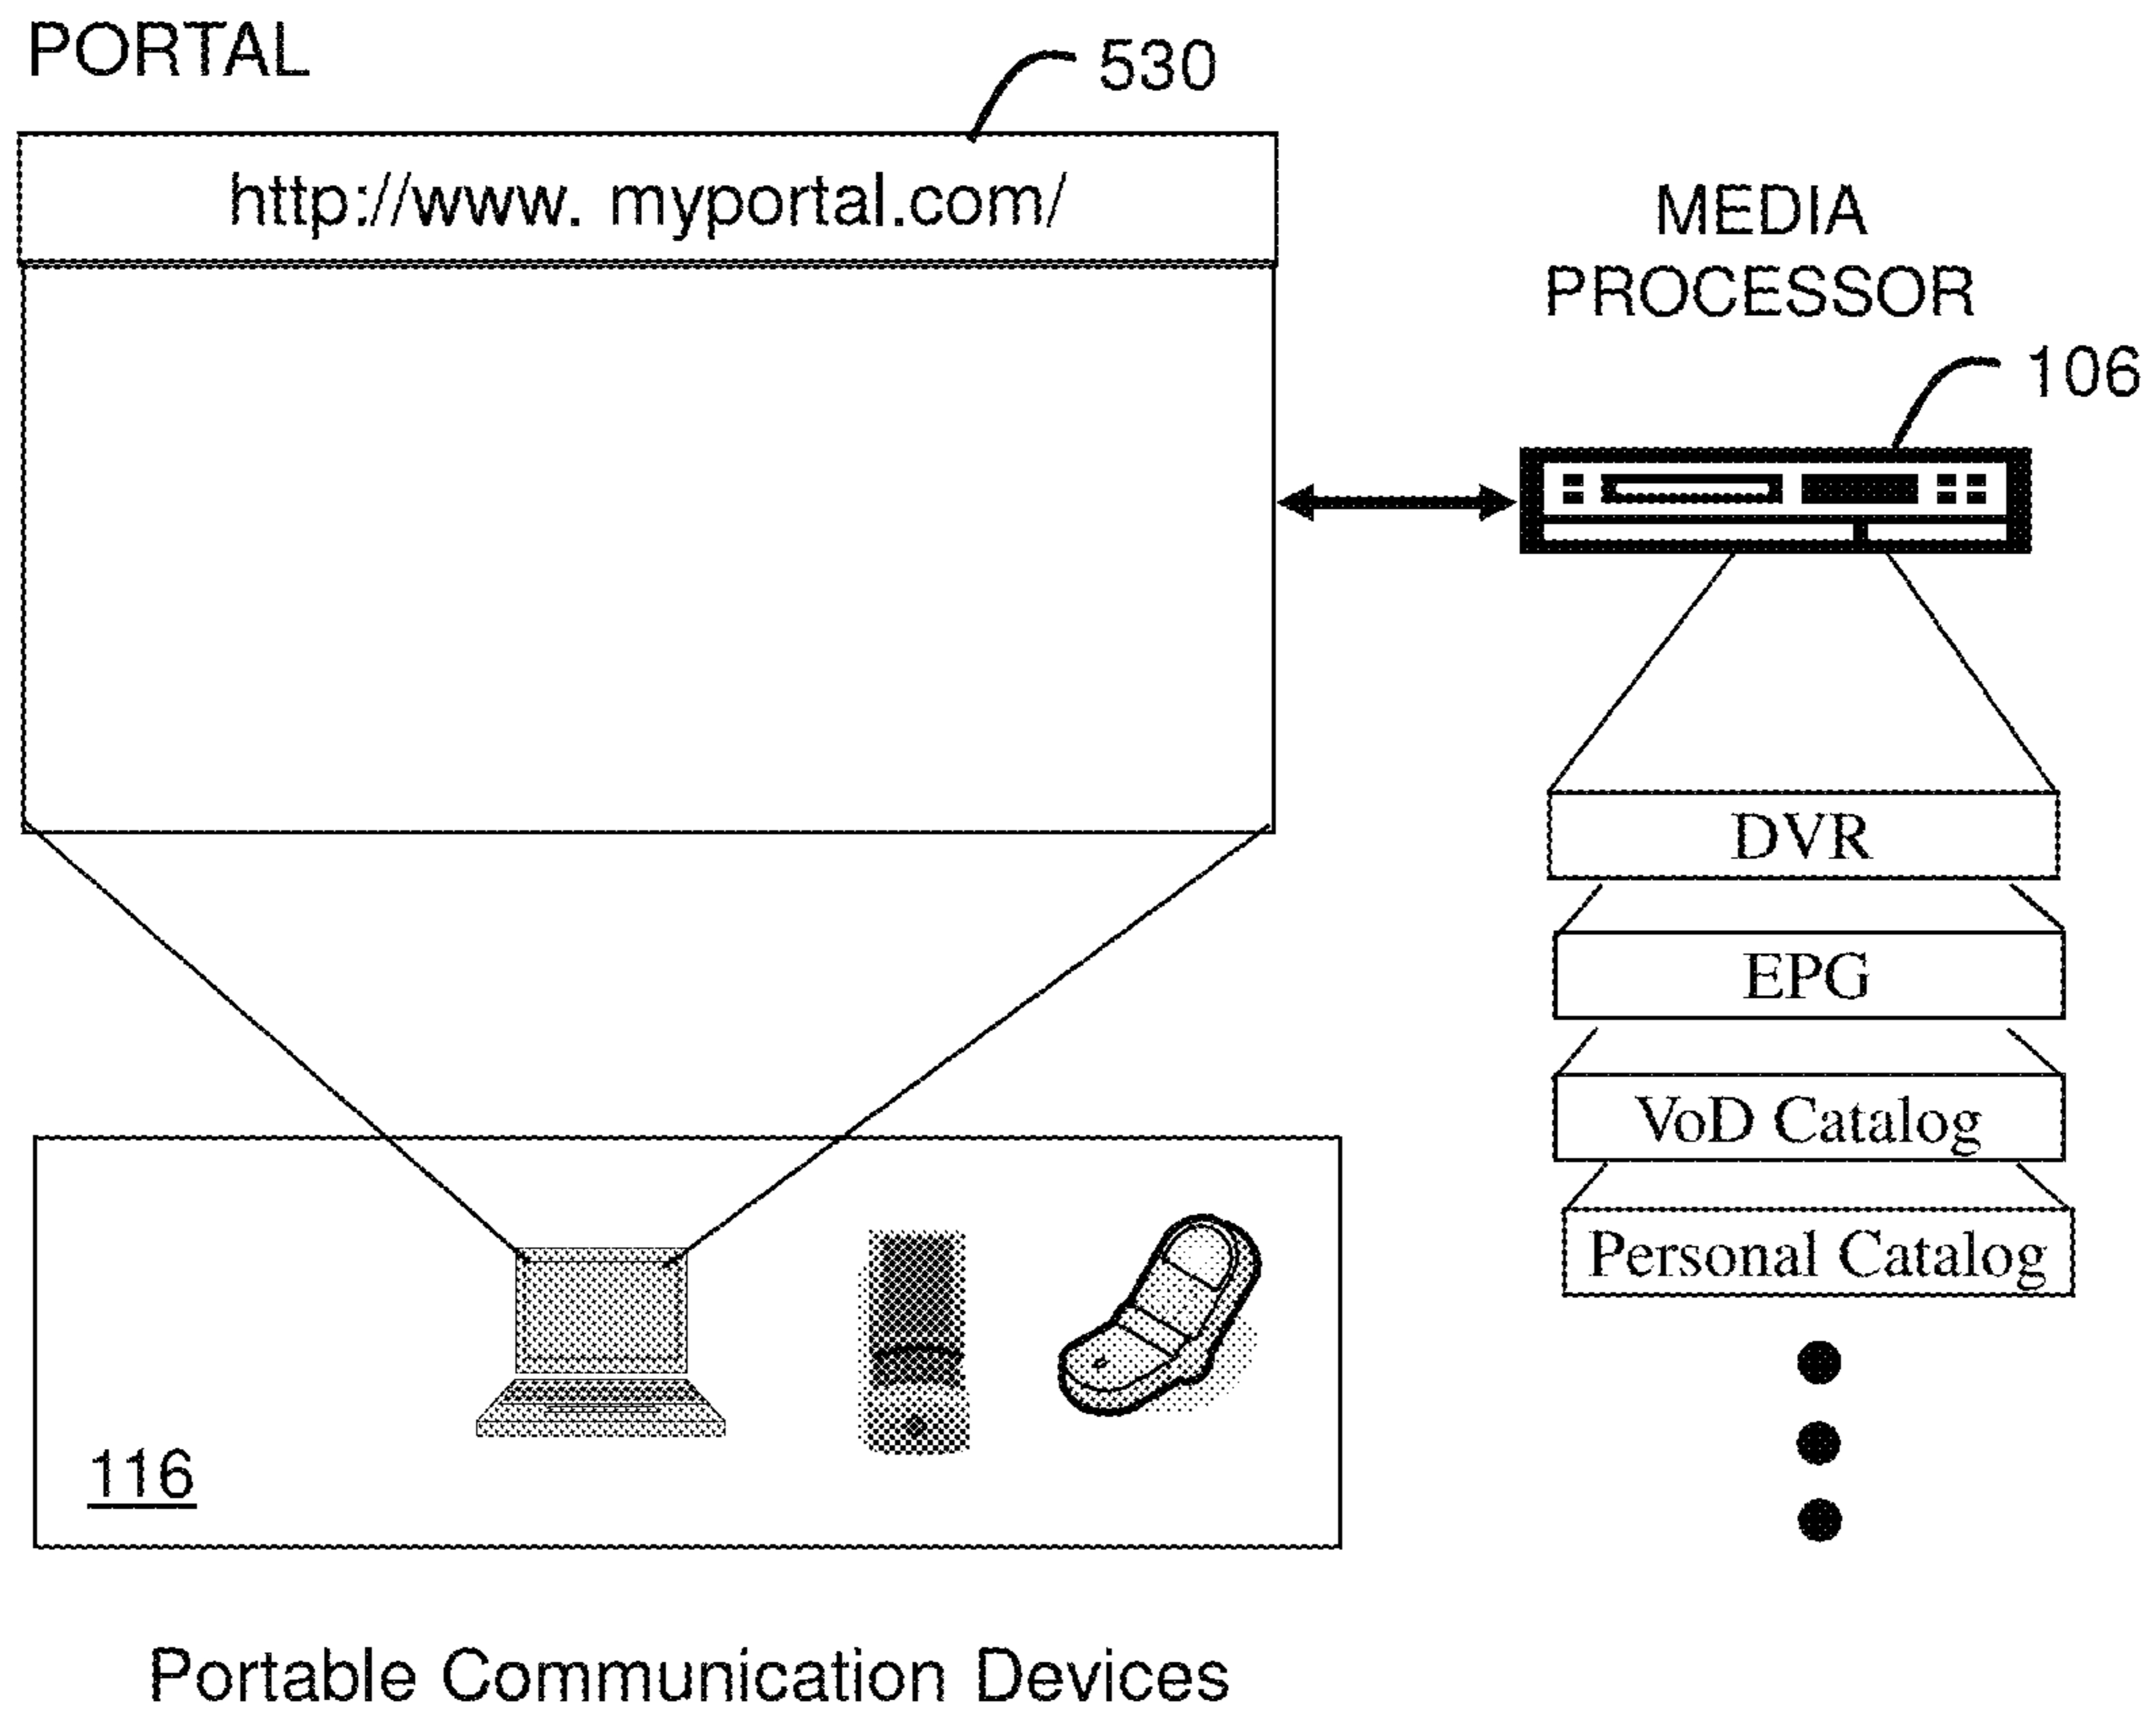 PORTAL
530
http://www. myportal.com/
MEDIA
PROCESSOR
106
DVR
EPG
VoD Catalog
Personal Catalog
116
Portable Communication Devices